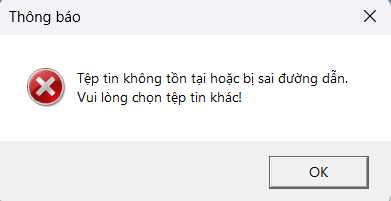 Thông báo
Tệp tin không tồn tại hoặc bị sai đường dẫn.
Vui lòng chọn tệp tin khác!
OK